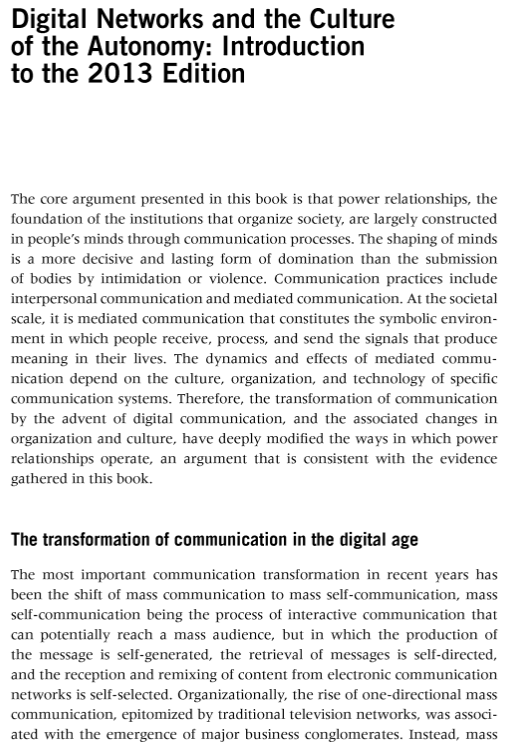 Digital Networks and the Culture
of the Autonomy: Introduction
to the 2013 Edition
The core argument presented in this book is that power relationships, the
foundation of the institutions that organize society, are largely constructed
in people's minds through communication processes. The shaping of minds
is a more decisive and lasting form of domination than the submission
of bodies by intimidation or violence. Communication practices include
interpersonal communication and mediated communication. At the societal
scale, it is mediated communication that constitutes the symbolic environ-
ment in which people receive, process, and send the signals that produce
meaning in their lives. The dynamics and effects of mediated commu-
nication depend on the culture, organization, and technology of specific
communication systems. Therefore, the transformation of communication
by the advent of digital communication, and the associated changes in
organization and culture, have deeply modified the ways in which power
relationships operate, an argument that is consistent with the evidence
gathered in this book.
The transformation of communication in the digital age
The most important communication transformation in recent years has
been the shift of mass communication to mass self-communication, mass
self-communication being the process of interactive communication that
can potentially reach a mass audience, but in which the production of
the message is self-generated, the retrieval of messages is self-directed,
and the reception and remixing of content from electronic communication
networks is self-selected. Organizationally, the rise of one-directional mass
communication, epitomized by traditional television networks, was associ-
ated with the emergence of major business conglomerates. Instead, mass